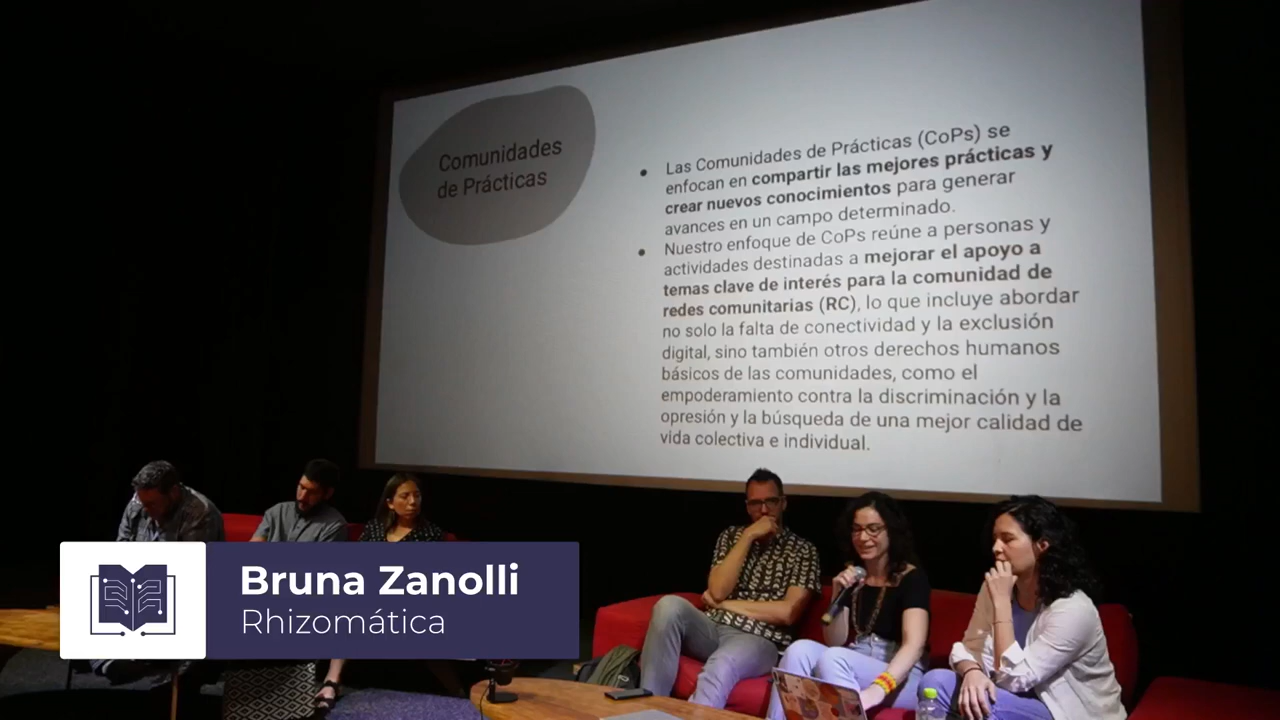 Comunidades
de Prácticas
Las Comunidades de Prácticas (CoPs) se
enfocan en compartir las mejores prácticas y
crear nuevos conocimientos para generar
avances en un campo determinado.
Nuestro enfoque de CoPs reúne a personas y
actividades destinadas a mejorar el apoyo a
temas clave de interés para la comunidad de
redes comunitarias (RC), lo que incluye abordar
no solo la falta de conectividad y la exclusión
digital, sino también otros derechos humanos
básicos de las comunidades, como el
empoderamiento contra la discriminación y la
opresión y la búsqueda de una mejor calidad de
vida colectiva e individual.
Bruna Zanolli
Rhizomática